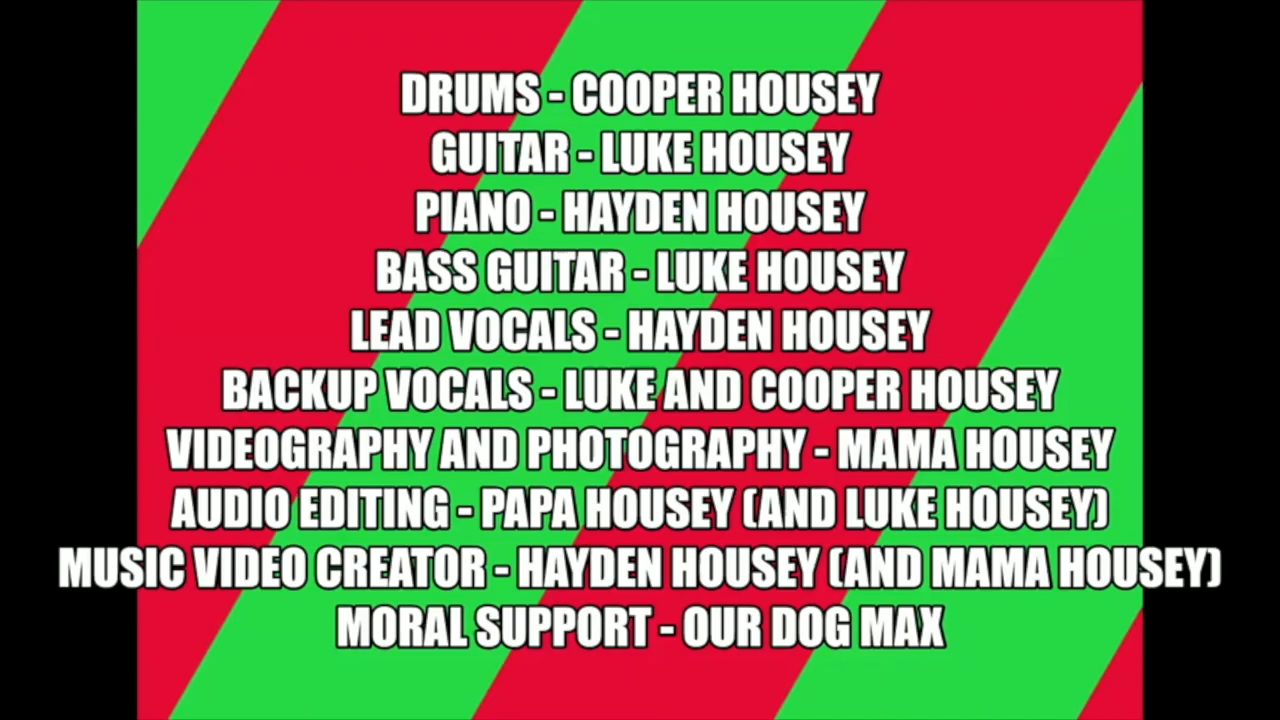 DRUMS - COOPER HOUSEY
GUITAR - LUKE HOUSEY
PIANO - HAYDEN HOUSEY
BASS GUITAR - LUKE HOUSEY
LEAD VOCALS - HAYDEN HOUSEY
BACKUP VOCALS - LUKE AND COOPER HOUSEY
VIDEOGRAPHY AND PHOTOGRAPHY - MAMA HOUSEY
AUDIO EDITING - PAPA HOUSEY (AND LUKE HOUSEY)
MUSIC VIDEO CREATOR - HAYDEN HOUSEY (AND MAMA HOUSEY)
MORAL SUPPORT - OUR DOG MAX